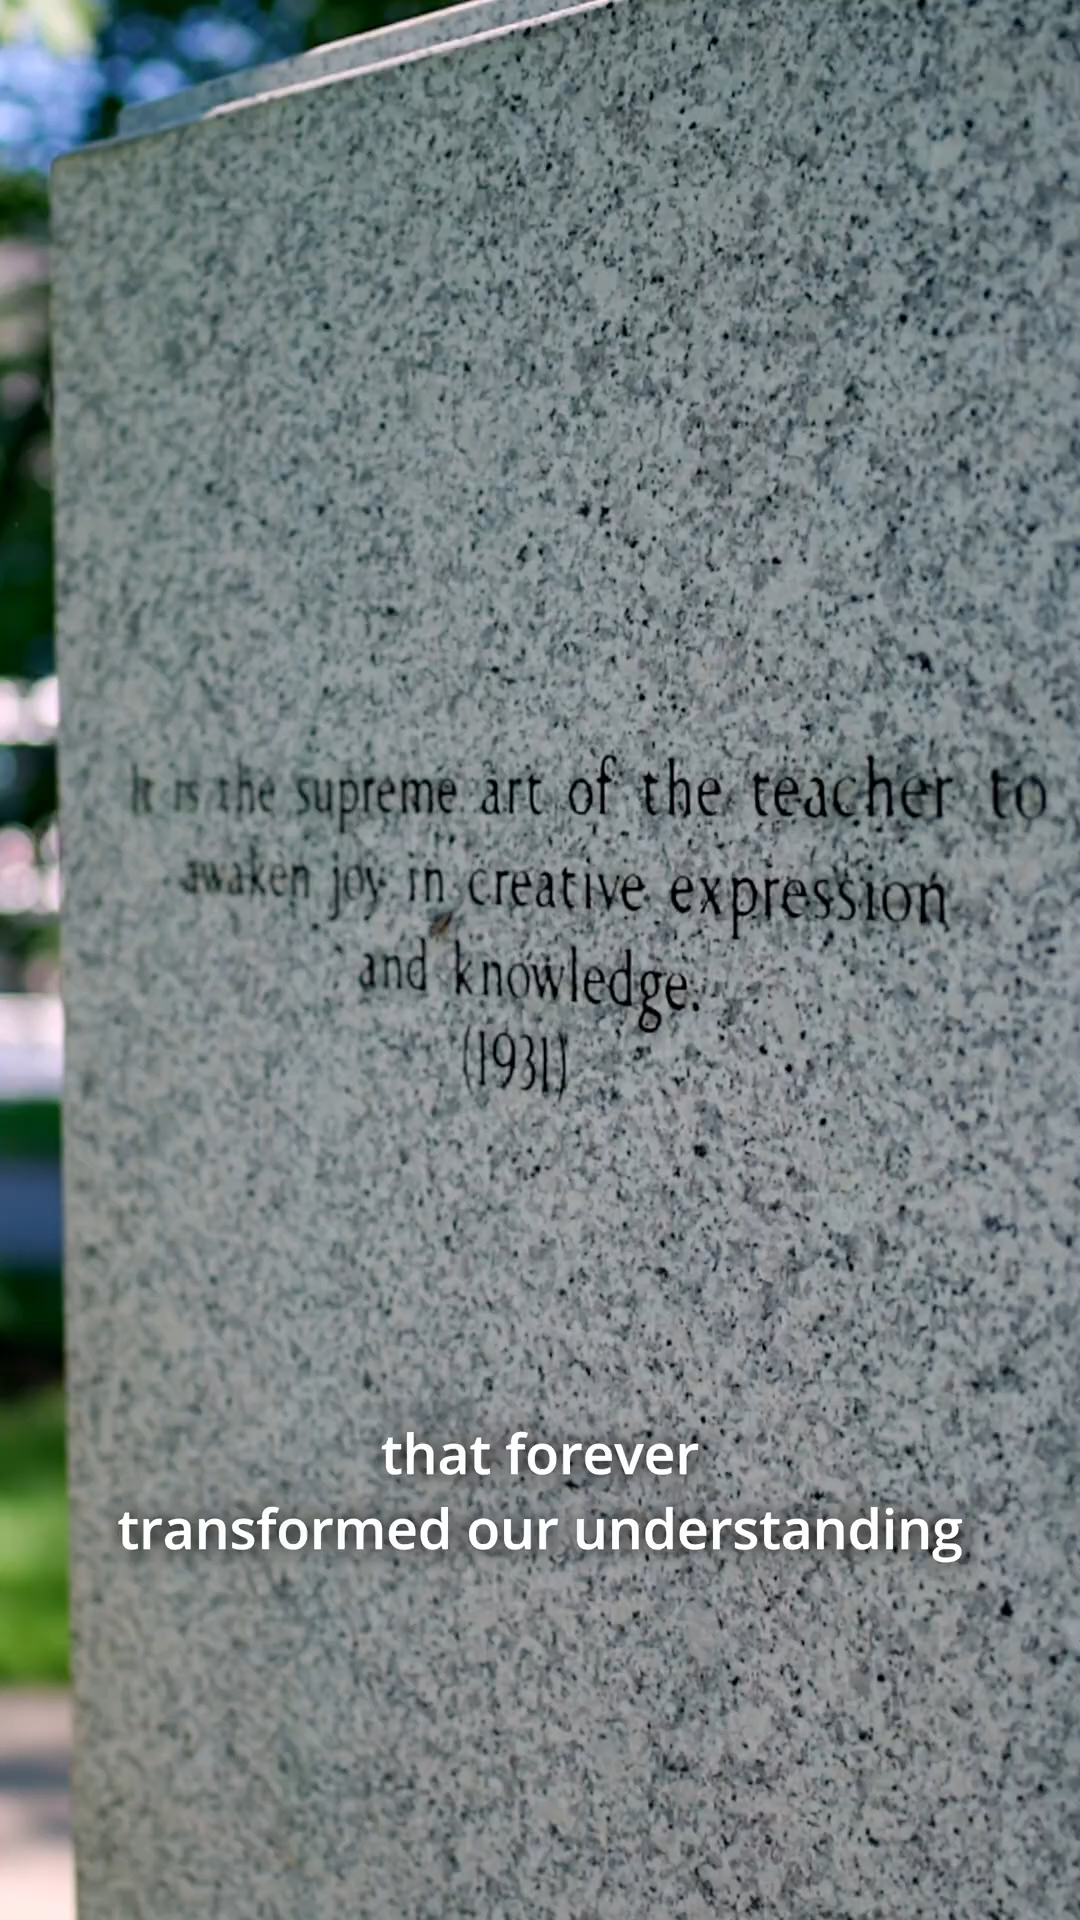 It is the supreme art of the teacher to
awaken joy in creative expression
and knowledge.
(1931)
that forever
transformed our understanding